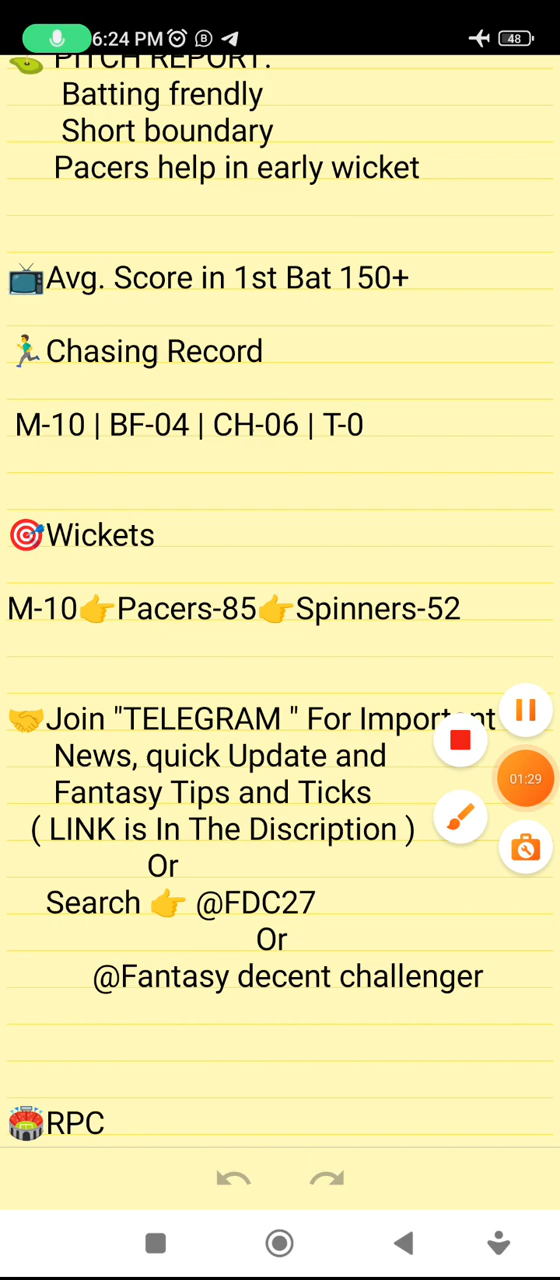 6:24 PM
48
PITCH REPORT:
Batting frendly
Short boundary
Pacers help in early wicket
📺Avg. Score in 1st Bat 150+
🏃‍♂️Chasing Record
M-10 | BF-04 | CH-06 | T-0
🎯Wickets
M-10👉Pacers-85👉Spinners-52
🤝Join "TELEGRAM " For Important
News, quick Update and
Fantasy Tips and Ticks
( LINK is In The Discription )
Or
Search 👉 @FDC27
Or
@Fantasy decent challenger
01:29
🏟️RPC